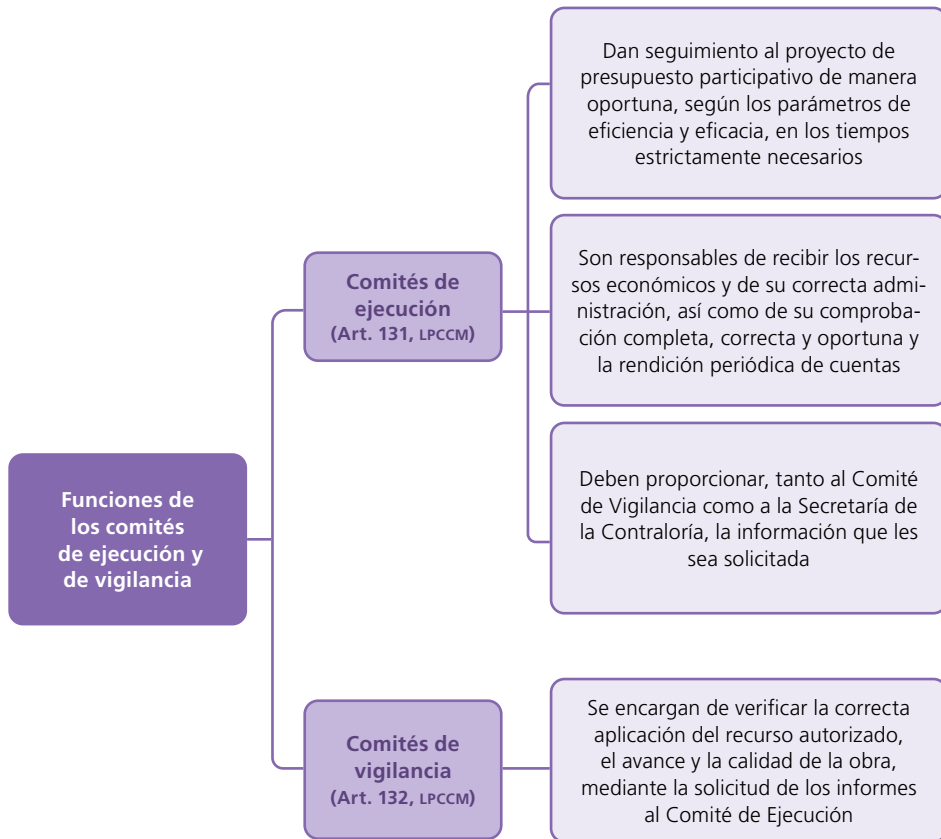 Funciones de
los comités
de ejecución y
de vigilancia
Comités de
ejecución
(Art. 131, LPCCM)
Dan seguimiento al proyecto de
presupuesto participativo de manera
oportuna, según los parámetros de
eficiencia y eficacia, en los tiempos
estrictamente necesarios
Son responsables de recibir los recur-
sos económicos y de su correcta admi-
nistración, así como de su comproba-
ción completa, correcta y oportuna y
la rendición periódica de cuentas
Deben proporcionar, tanto al Comité
de Vigilancia como a la Secretaría de
la Contraloría, la información que les
sea solicitada
Comités de
vigilancia
(Art. 132, LPCCM)
Se encargan de verificar la correcta
aplicación del recurso autorizado,
el avance y la calidad de la obra,
mediante la solicitud de los informes
al Comité de Ejecución